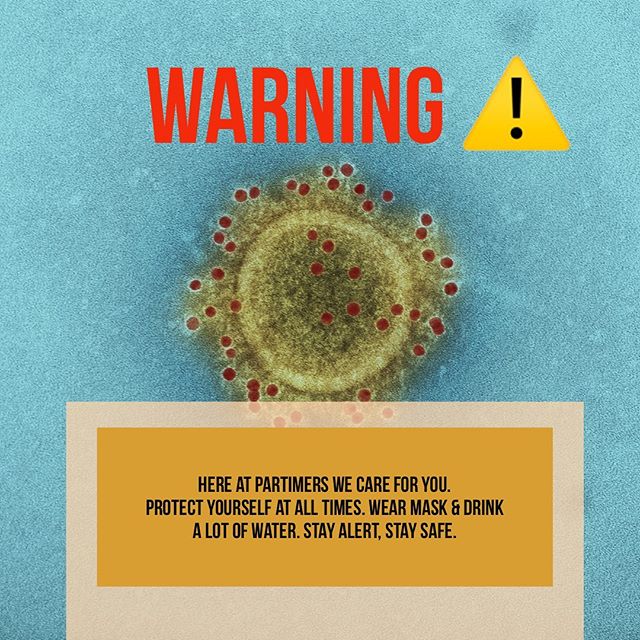 WARNING ⚠️
HERE AT PARTIMERS WE CARE FOR YOU.
PROTECT YOURSELF AT ALL TIMES. WEAR MASK & DRINK
A LOT OF WATER. STAY ALERT, STAY SAFE.